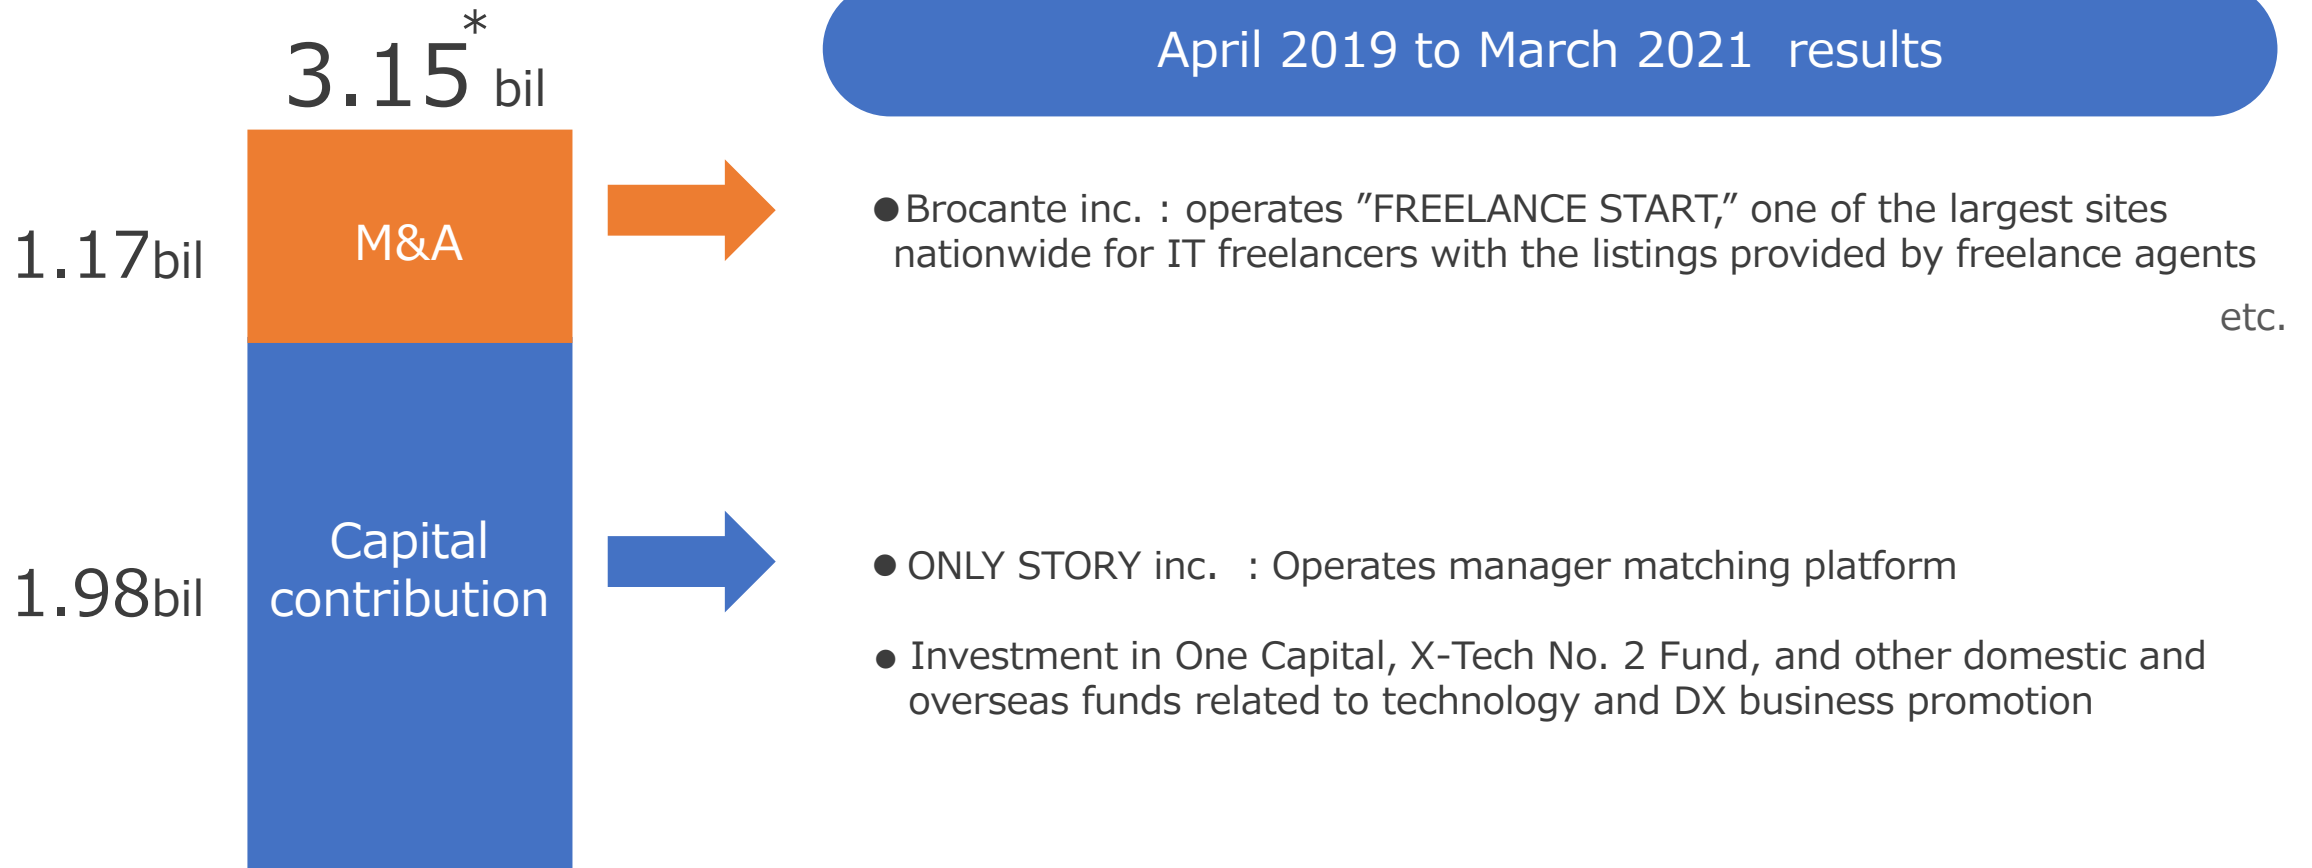 3.15* bil
April 2019 to March 2021 results
M&A
1.17bil
●Brocante inc. : operates ”FREELANCE START,” one of the largest sites
nationwide for IT freelancers with the listings provided by freelance agents
etc.
Capital
contribution
1.98bil
● ONLY STORY inc. : Operates manager matching platform
● Investment in One Capital, X-Tech No. 2 Fund, and other domestic and
overseas funds related to technology and DX business promotion